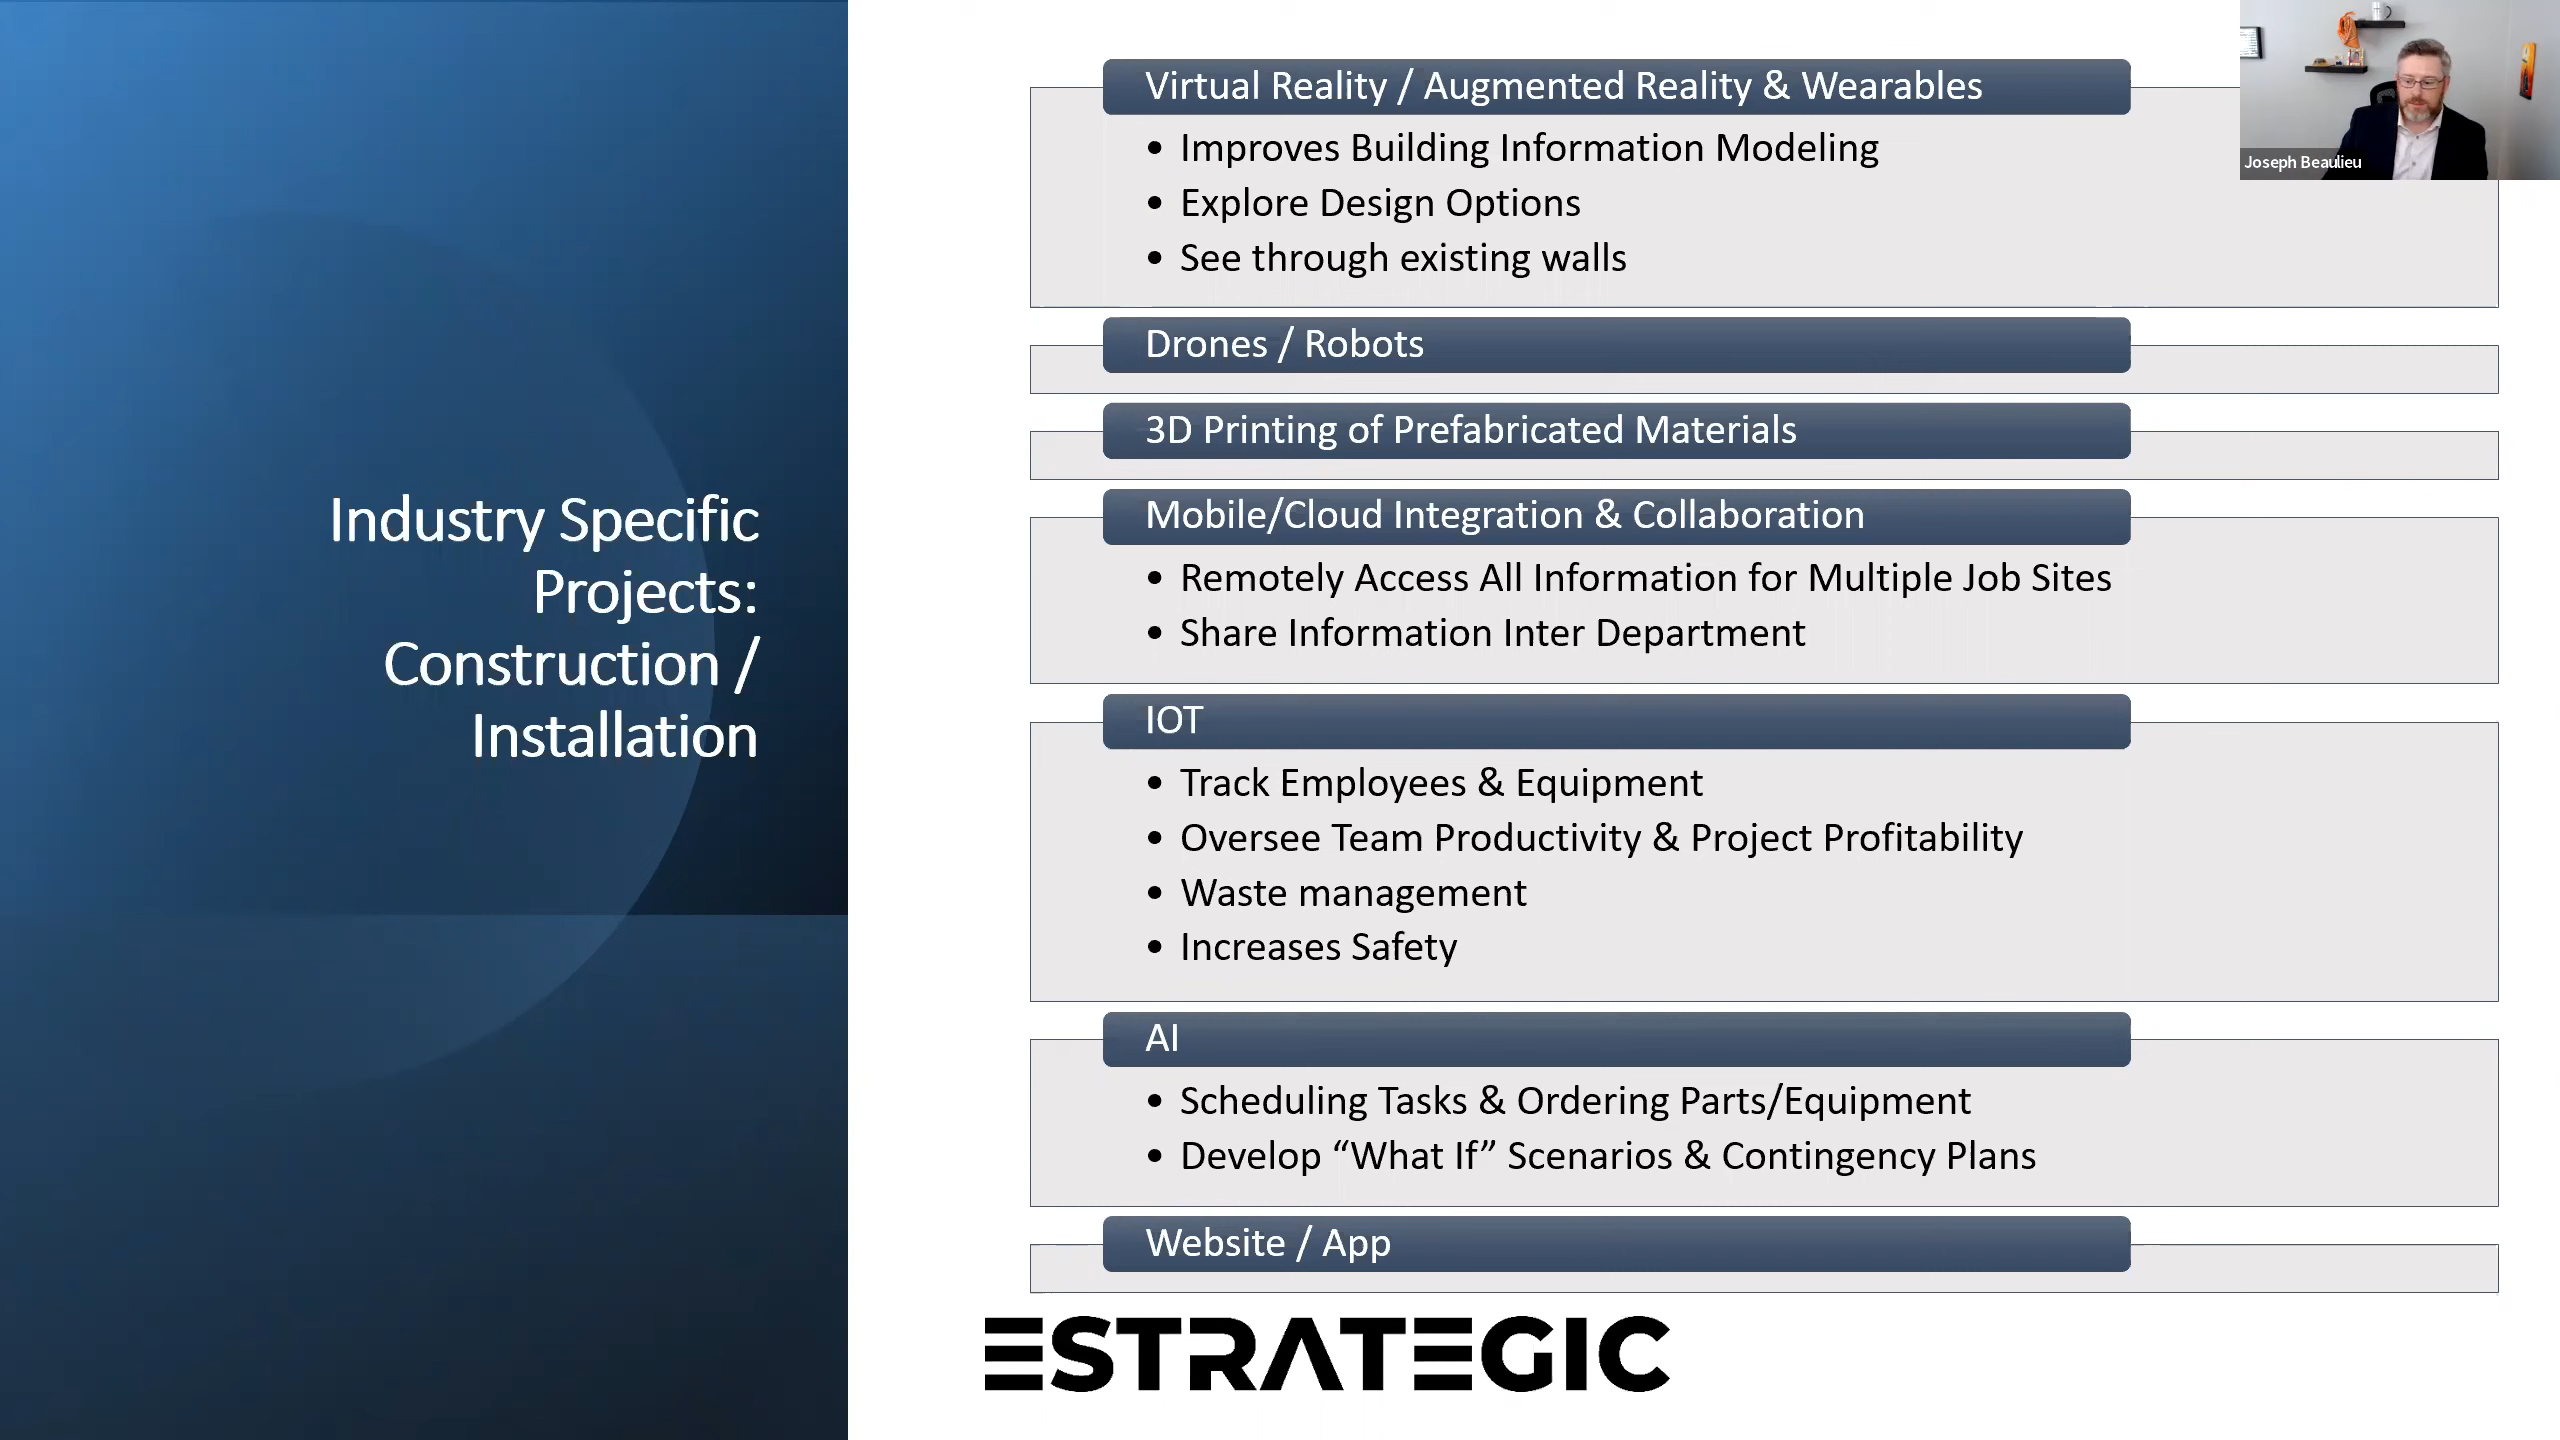 Industry Specific
Projects:
Construction /
Installation
Virtual Reality / Augmented Reality & Wearables
• Improves Building Information Modeling
• Explore Design Options
• See through existing walls
Drones / Robots
3D Printing of Prefabricated Materials
Mobile/Cloud Integration & Collaboration
• Remotely Access All Information for Multiple Job Sites
• Share Information Inter Department
IOT
• Track Employees & Equipment
• Oversee Team Productivity & Project Profitability
• Waste management
• Increases Safety
AI
• Scheduling Tasks & Ordering Parts/Equipment
• Develop “What If” Scenarios & Contingency Plans
Website / App
ESTRATEGIC
Joseph Beaulieu